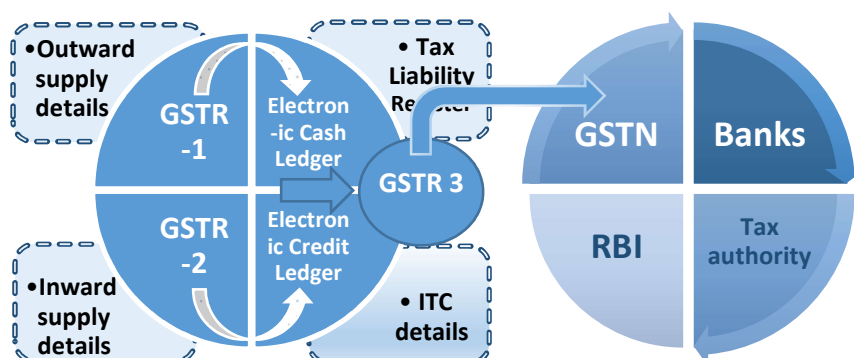 •Outward
supply
details
GSTR
-1
Electron
-ic Cash
Ledger
• Tax
Liability
Register
GSTR
-2
Electron
ic Credit
Ledger
GSTR 3
•Inward
supply
details
• ITC
details
GSTN
Banks
RBI
Tax
authority